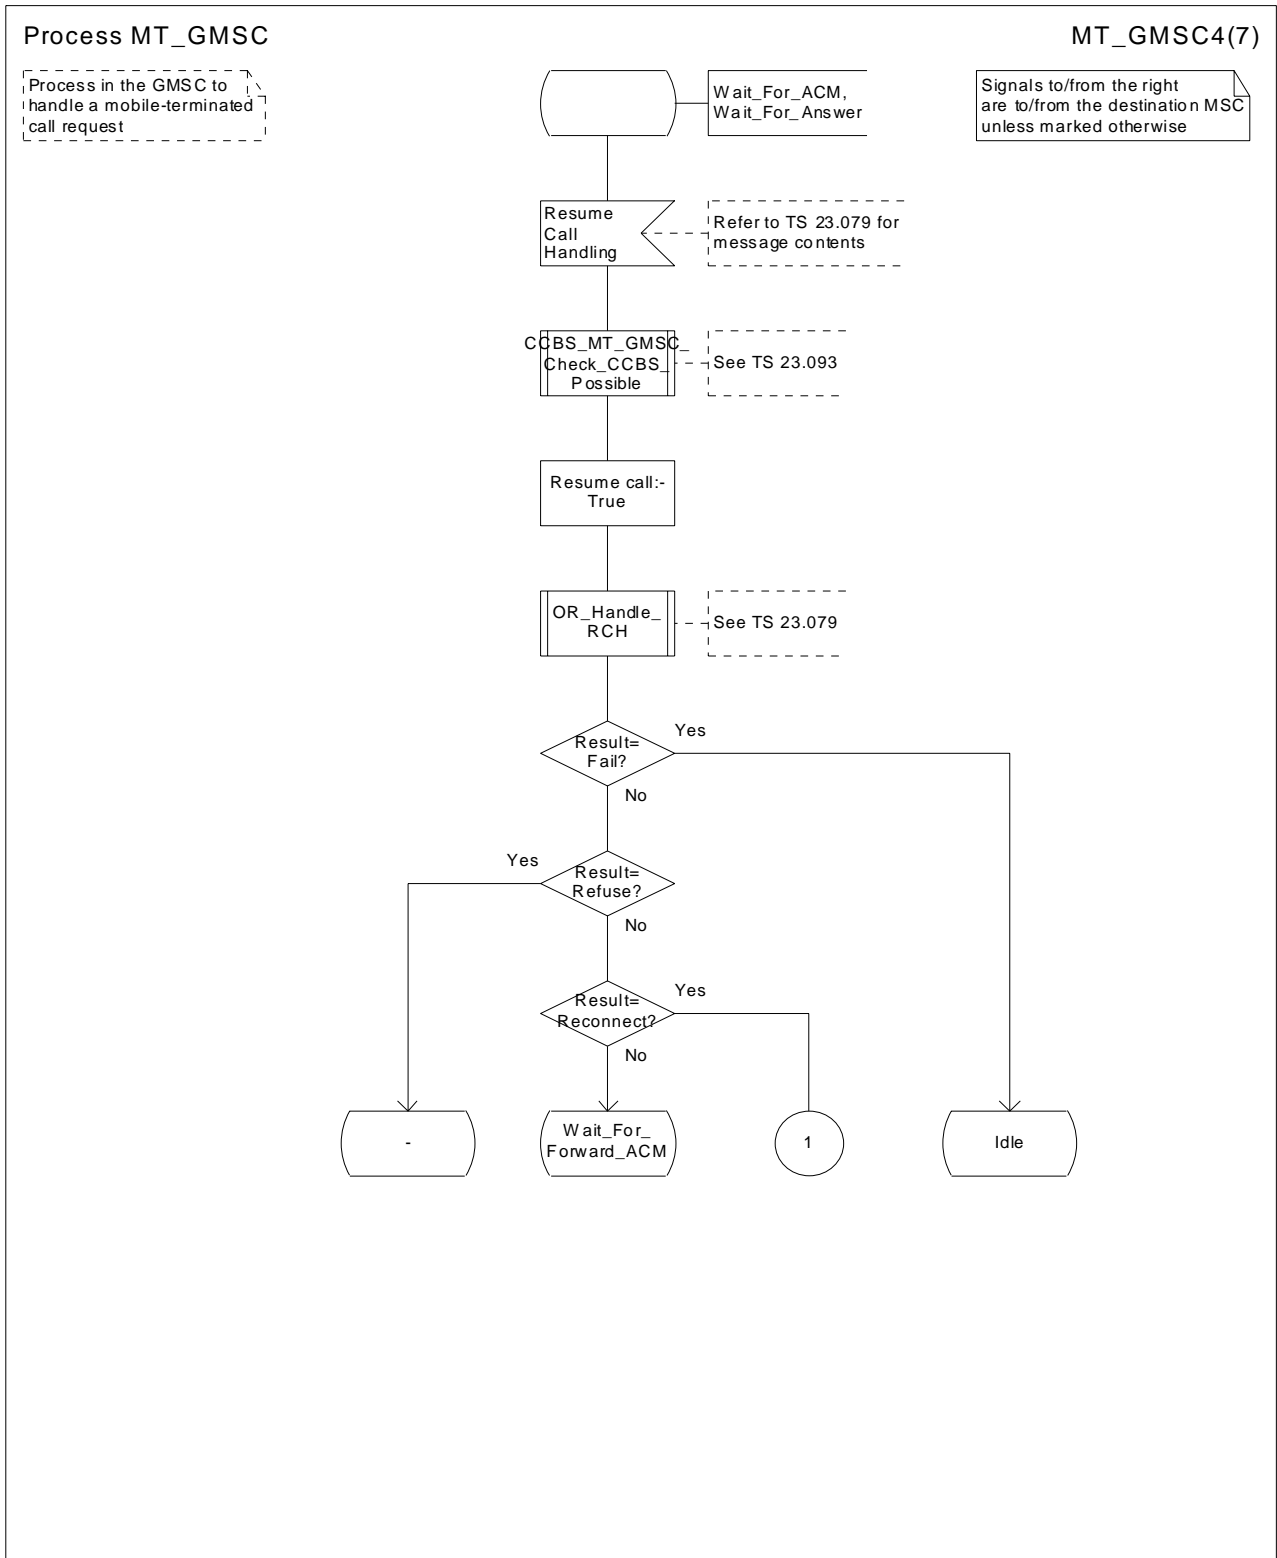 Process MT_GMSC
MT_GMSC4(7)
Process in the GMSC to
handle a mobile-terminated
call request
Wait_For_ACM,
Wait_For_Answer
Signals to/from the right
are to/from the destination MSC
unless marked otherwise
Resume
Call
Handling
Refer to TS 23.079 for
message contents
CCBS_MT_GMSC_
Check_CCBS_
Possible
See TS 23.093
Resume call:-
True
OR_Handle_
RCH
See TS 23.079
Result=
Fail?
Yes
No
Yes
Result=
Refuse?
No
Result=
Reconnect?
Yes
No
-
Wait_For_
Forward_ACM
1
Idle